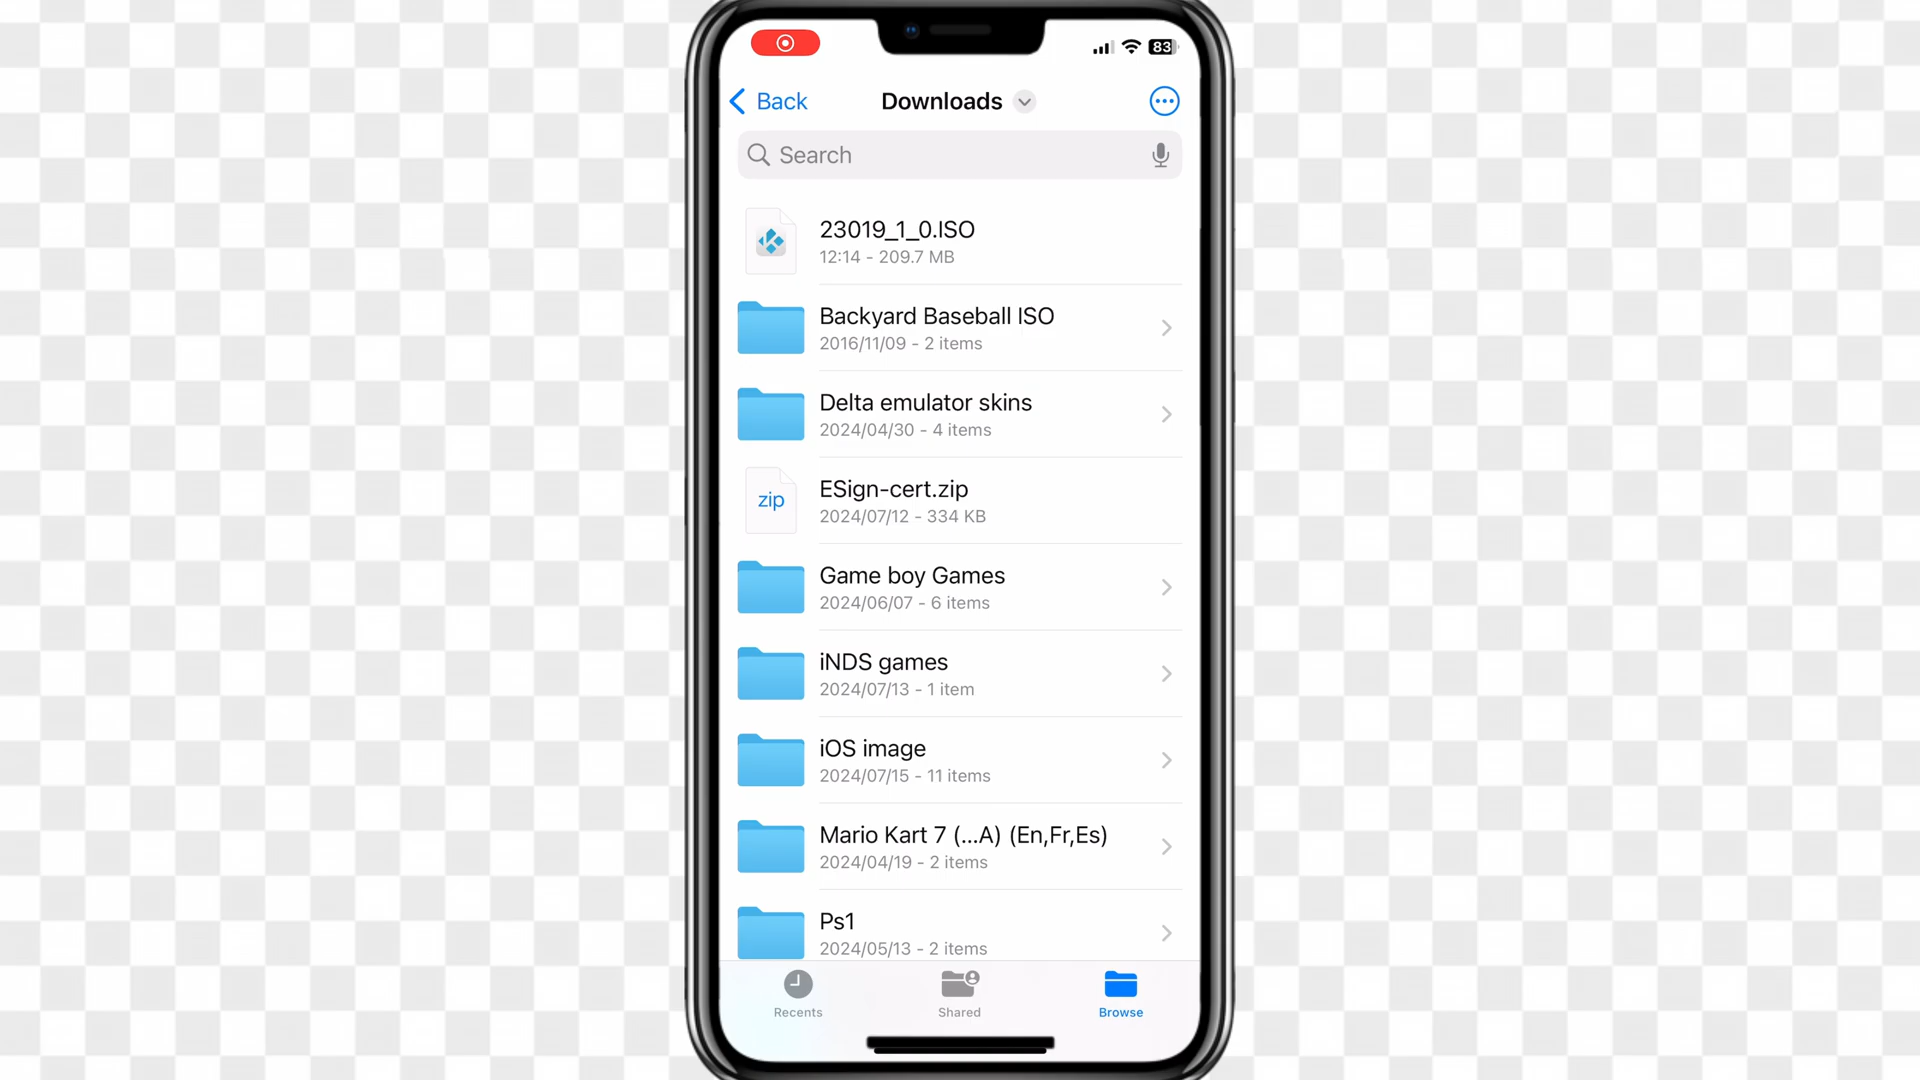 83
Back
Downloads
Search
23019_1_0.ISO
12:14 - 209.7 MB
Backyard Baseball ISO
2016/11/09 - 2 items
Delta emulator skins
2024/04/30 - 4 items
zip
ESign-cert.zip
2024/07/12 - 334 KB
Game boy Games
2024/06/07 - 6 items
iNDS games
2024/07/13 - 1 item
iOS image
2024/07/15 - 11 items
Mario Kart 7 (...A) (En,Fr,Es)
2024/04/19 - 2 items
Ps1
2024/05/13 - 2 items
Recents
Shared
Browse